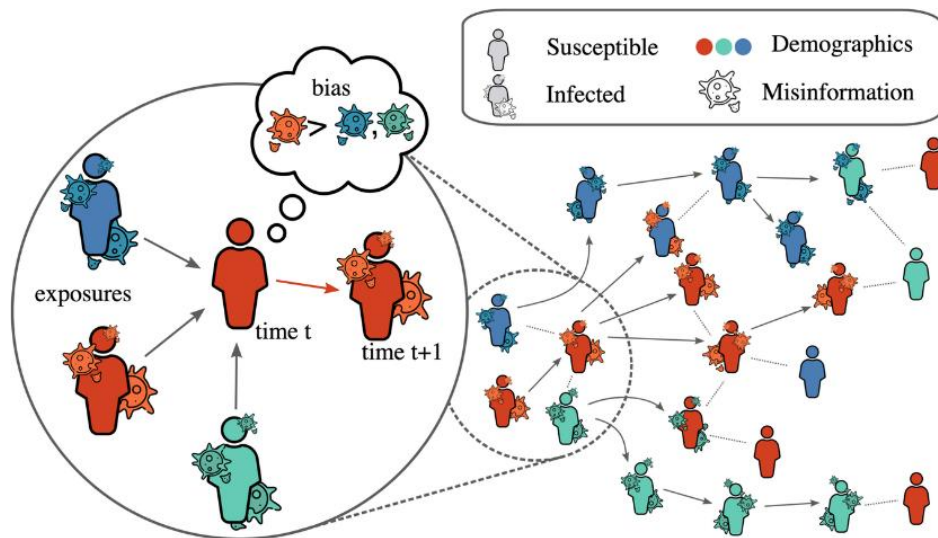 bias
>
,
exposures
time t
time t+1
Susceptible
Demographics
Infected
Misinformation